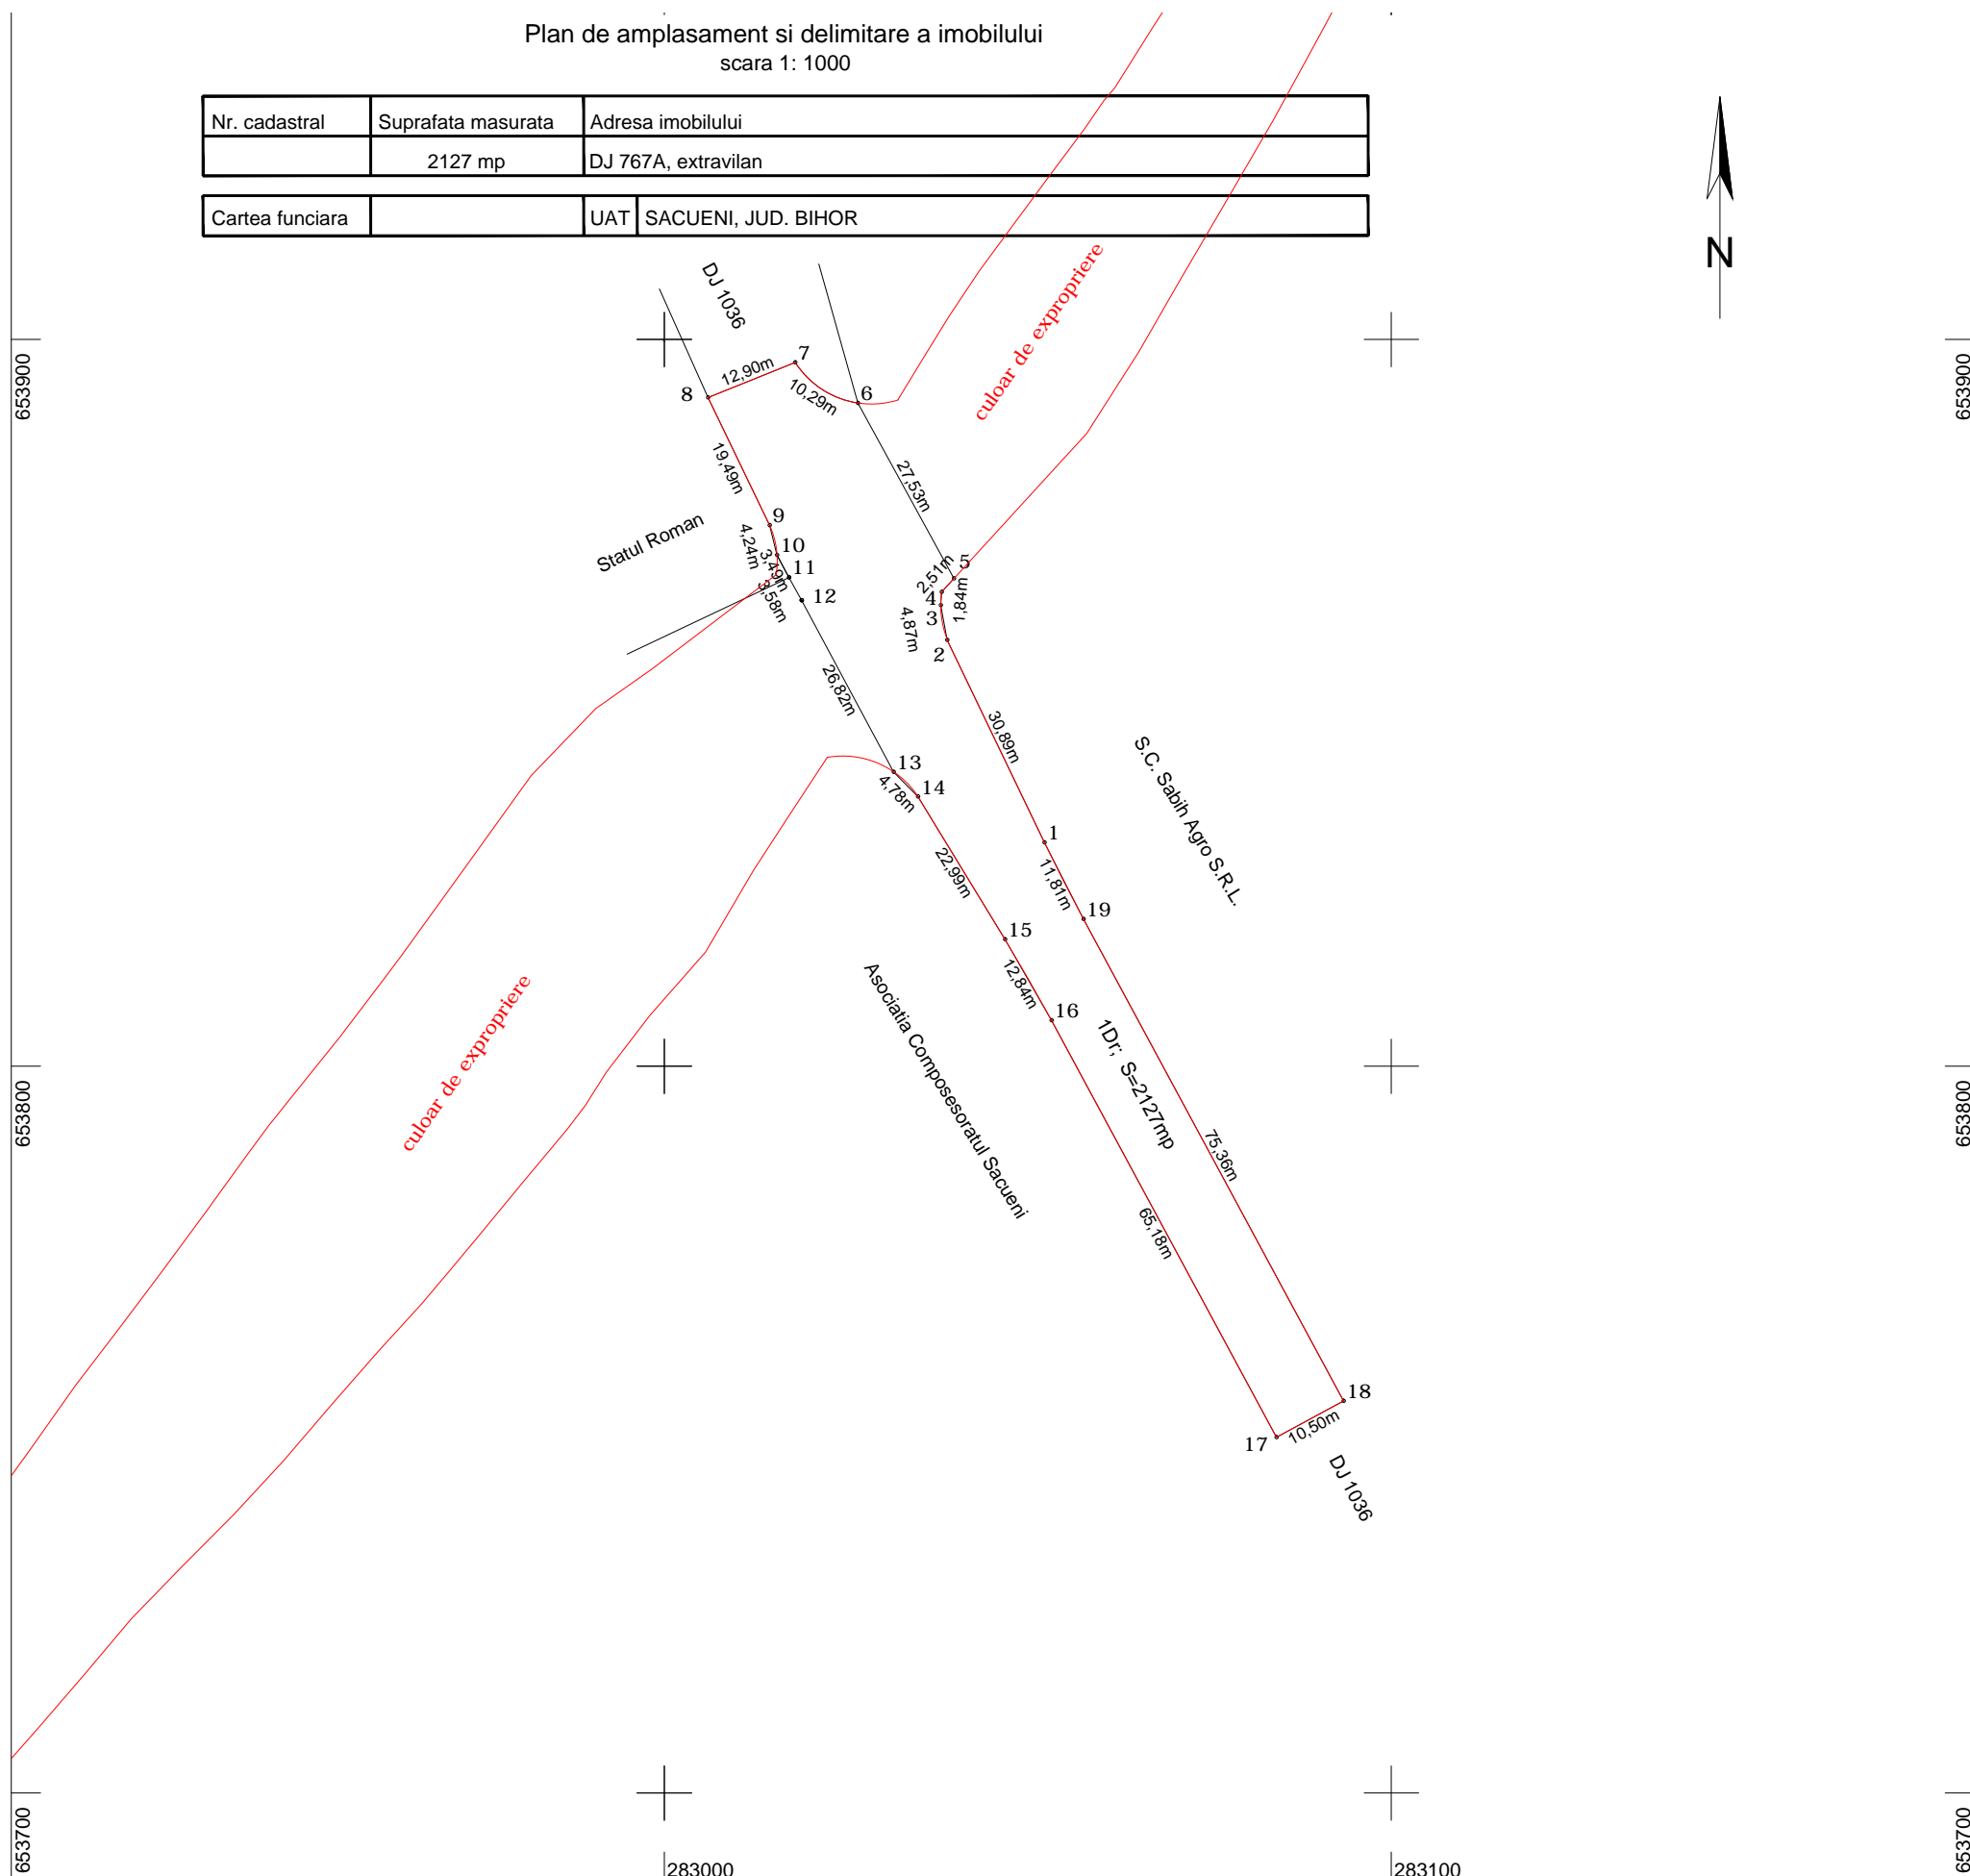 Plan de amplasament si delimitare a imobilului
scara 1: 1000
Nr. cadastral Suprafata masurata Adresa imobilului
2127 mp DJ 767A, extravilan
Cartea funciara UAT SACUENI, JUD. BIHOR
N
DJ 1036
culoar de expropriere
653900
653900
7
12,90m
8
10,29m
6
19,49m
27,53m
9
Statul Roman
4,24m
10
3,49m
11
3,58m
12
5
2,51m
1,84m
4
3
4,87m
2
26,82m
30,89m
S.C. Sabih Agro S.R.L.
13
4,78m
14
1
22,99m
11,81m
19
15
12,84m
16
culoar de expropriere
Asociatia Composesoratul Sacueni
1Dr; S=2127mp
653800
653800
75,36m
65,18m
18
17
10,50m
DJ 1036
653700
653700
283000
283100